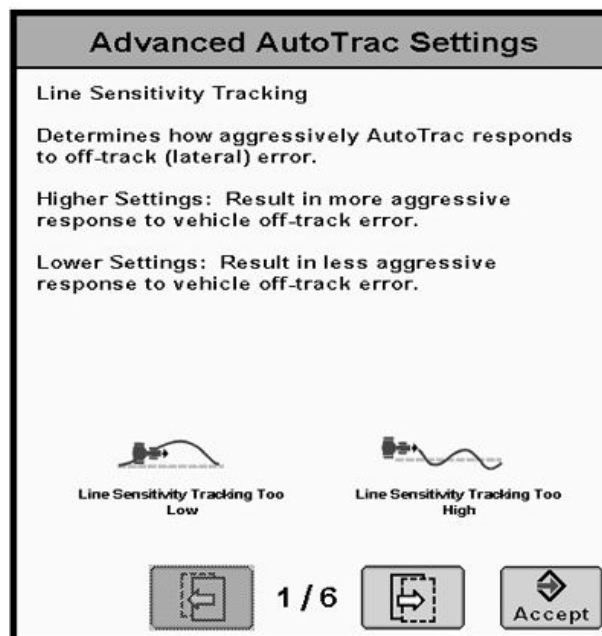 Advanced AutoTrac Settings
Line Sensitivity Tracking
Determines how aggressively AutoTrac responds
to off-track (lateral) error.
Higher Settings: Result in more aggressive
response to vehicle off-track error.
Lower Settings: Result in less aggressive
response to vehicle off-track error.
Line Sensitivity Tracking Too
Low
Line Sensitivity Tracking Too
High
1 / 6
Accept